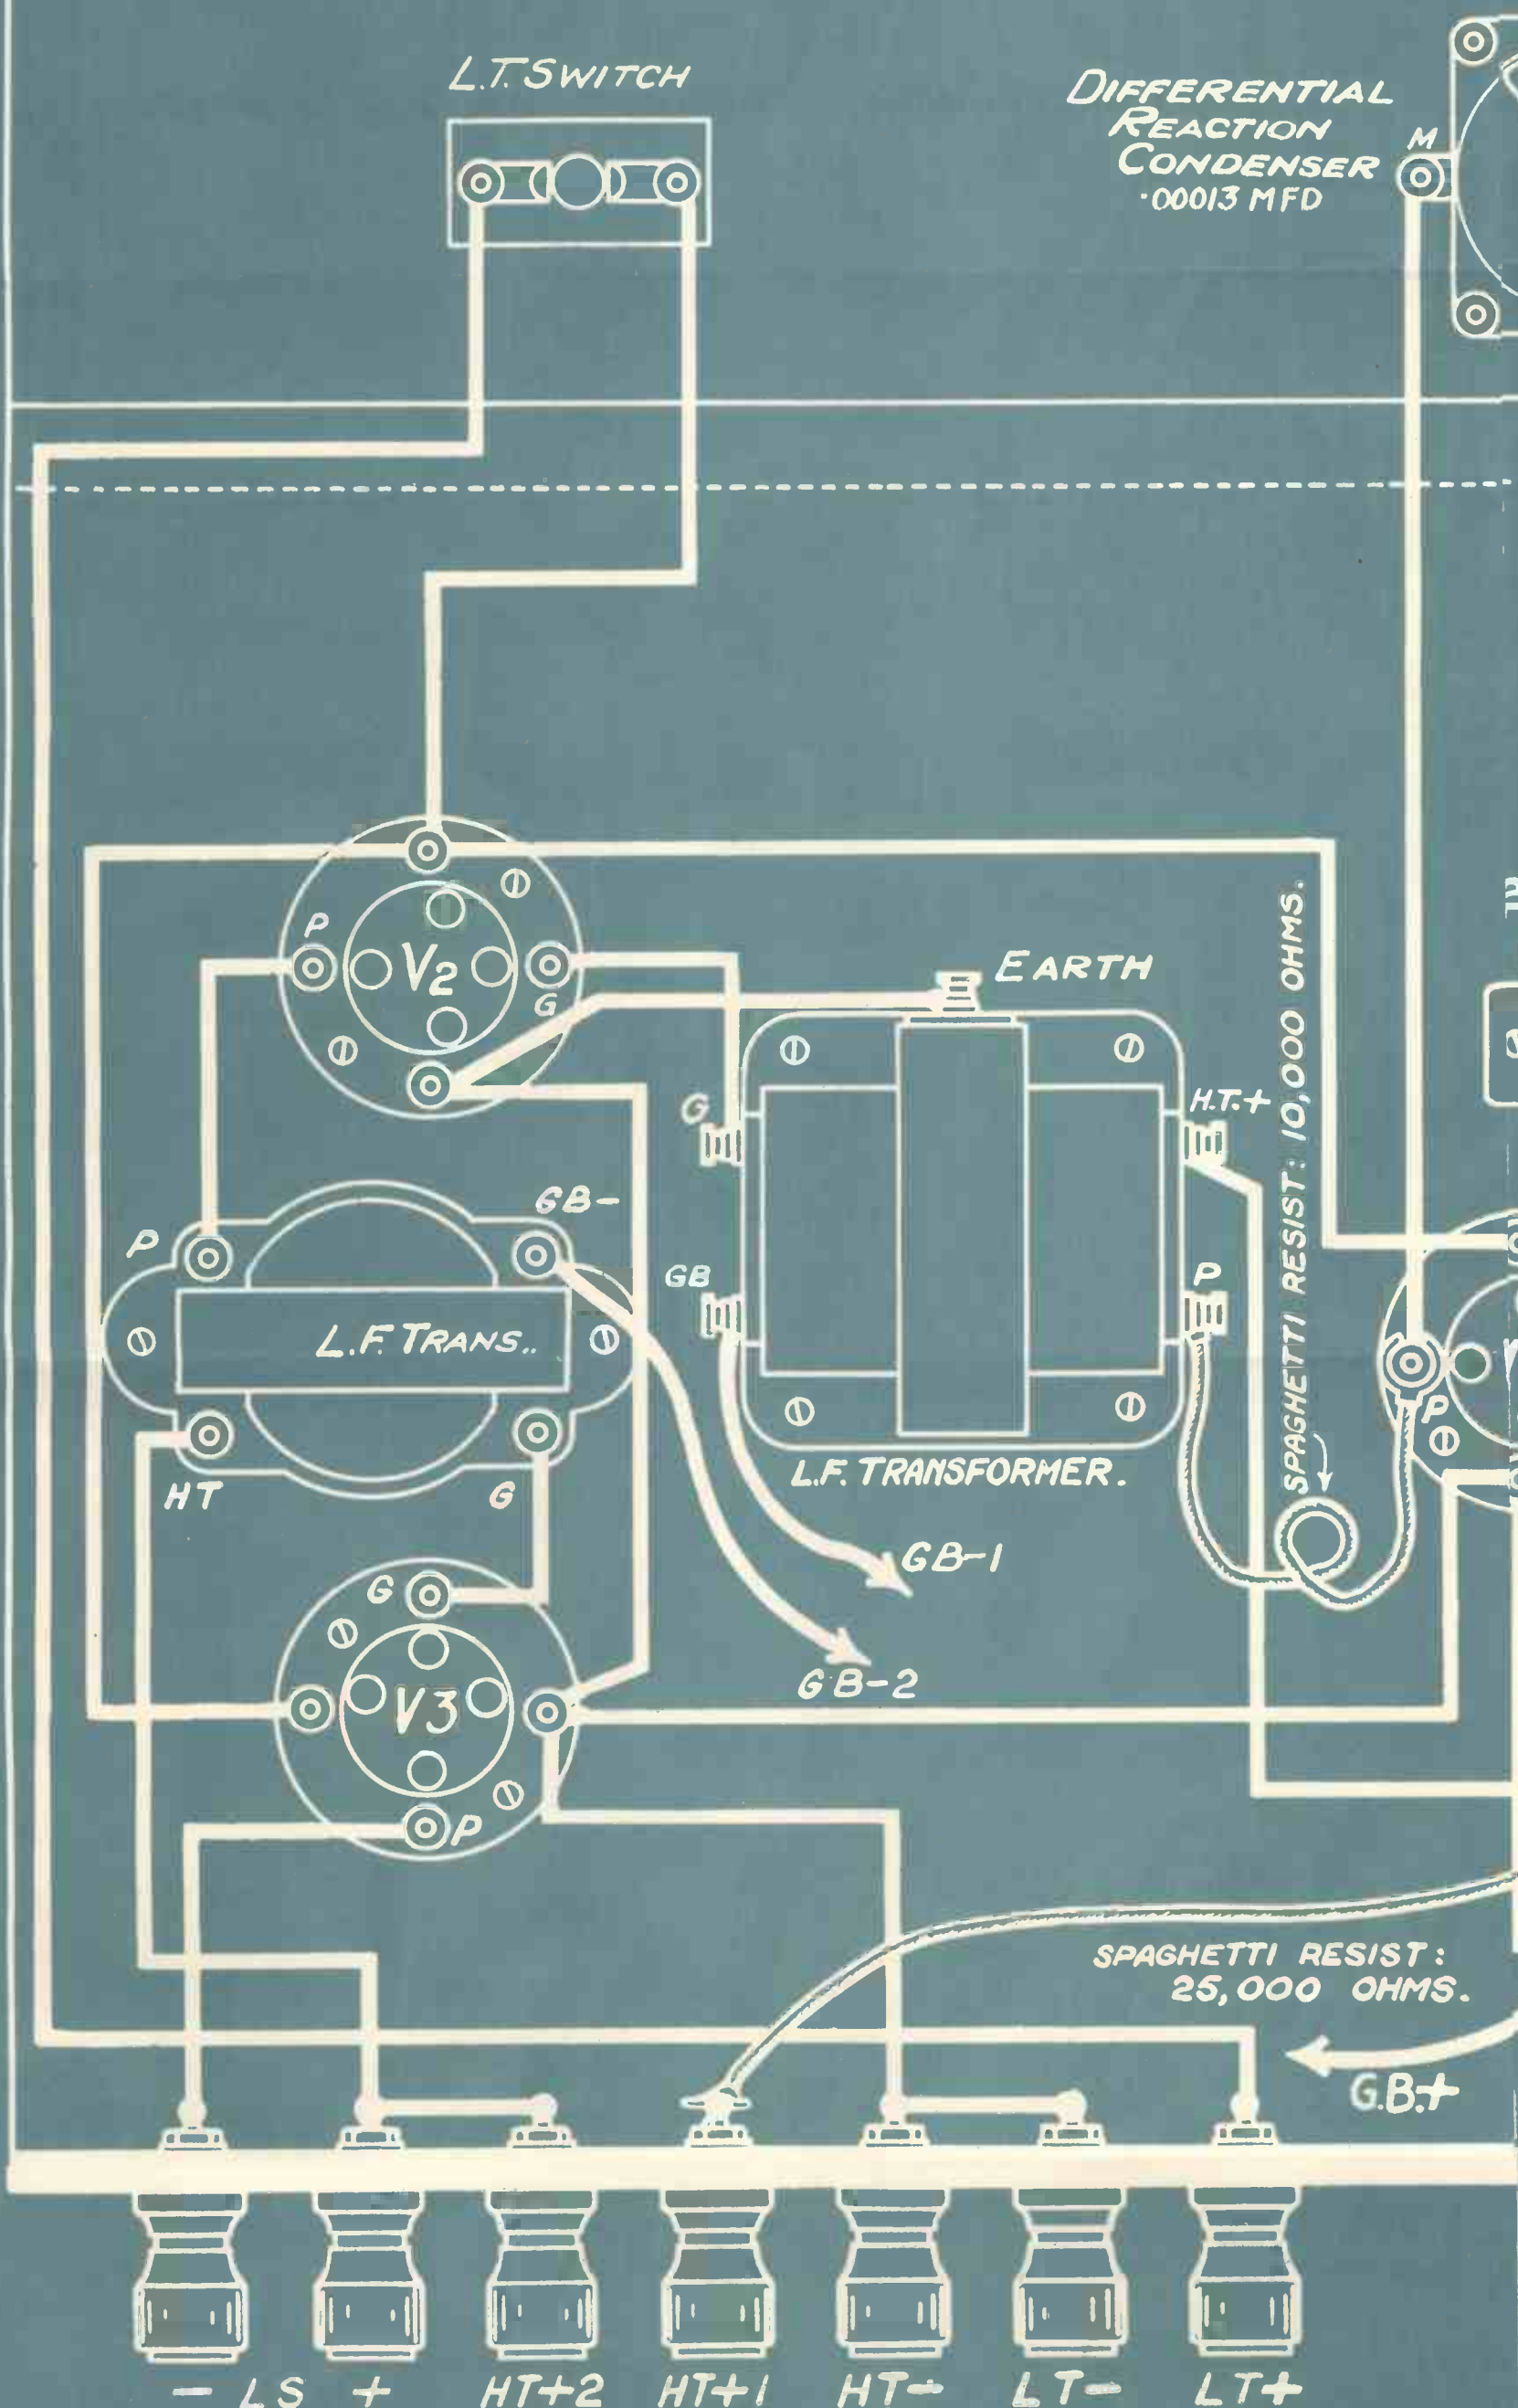 L.T. SWITCH
DIFFERENTIAL
REACTION
CONDENSER
·00013 MFD
M
P
V2
G
EARTH
SPAGHETTI RESIST: 10,000 OHMS.
G
H.T.+
GB-
P
GB
P
L.F. TRANS..
P
L.F. TRANSFORMER.
HT
G
GB-1
G
GB-2
V3
P
SPAGHETTI RESIST:
25,000 OHMS.
G.B.+
- LS + HT+2 HT+1 HT- LT- LT+